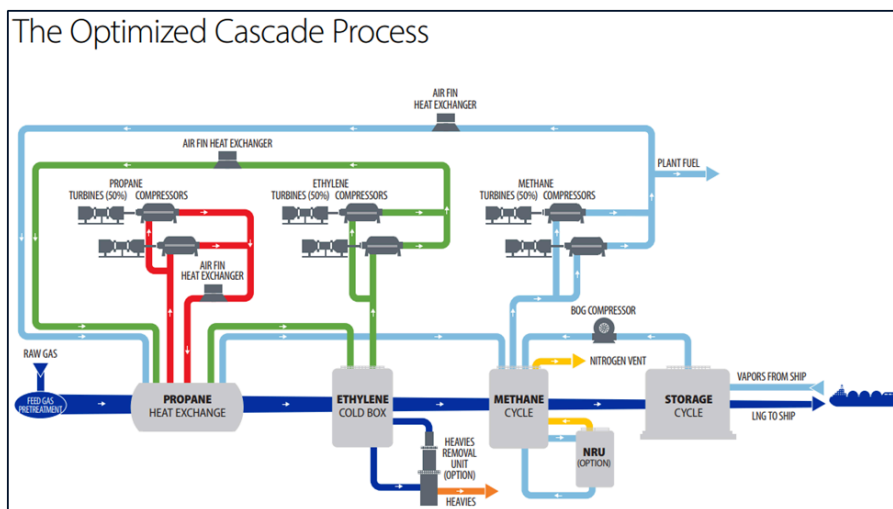 The Optimized Cascade Process
AIR FIN
HEAT EXCHANGER
AIR FIN HEAT EXCHANGER
PLANT FUEL
PROPANE
TURBINES (50%) COMPRESSORS
ETHYLENE
TURBINES (50%) COMPRESSORS
METHANE
TURBINES (50%) COMPRESSORS
AIR FIN
HEAT EXCHANGER
BOG COMPRESSOR
RAW GAS
NITROGEN VENT
FEED GAS
PRETREATMENT
PROPANE
HEAT EXCHANGE
ETHYLENE
COLD BOX
METHANE
CYCLE
STORAGE
CYCLE
VAPORS FROM SHIP
LNG TO SHIP
HEAVIES
REMOVAL
UNIT
(OPTION)
NRU
(OPTION)
HEAVIES